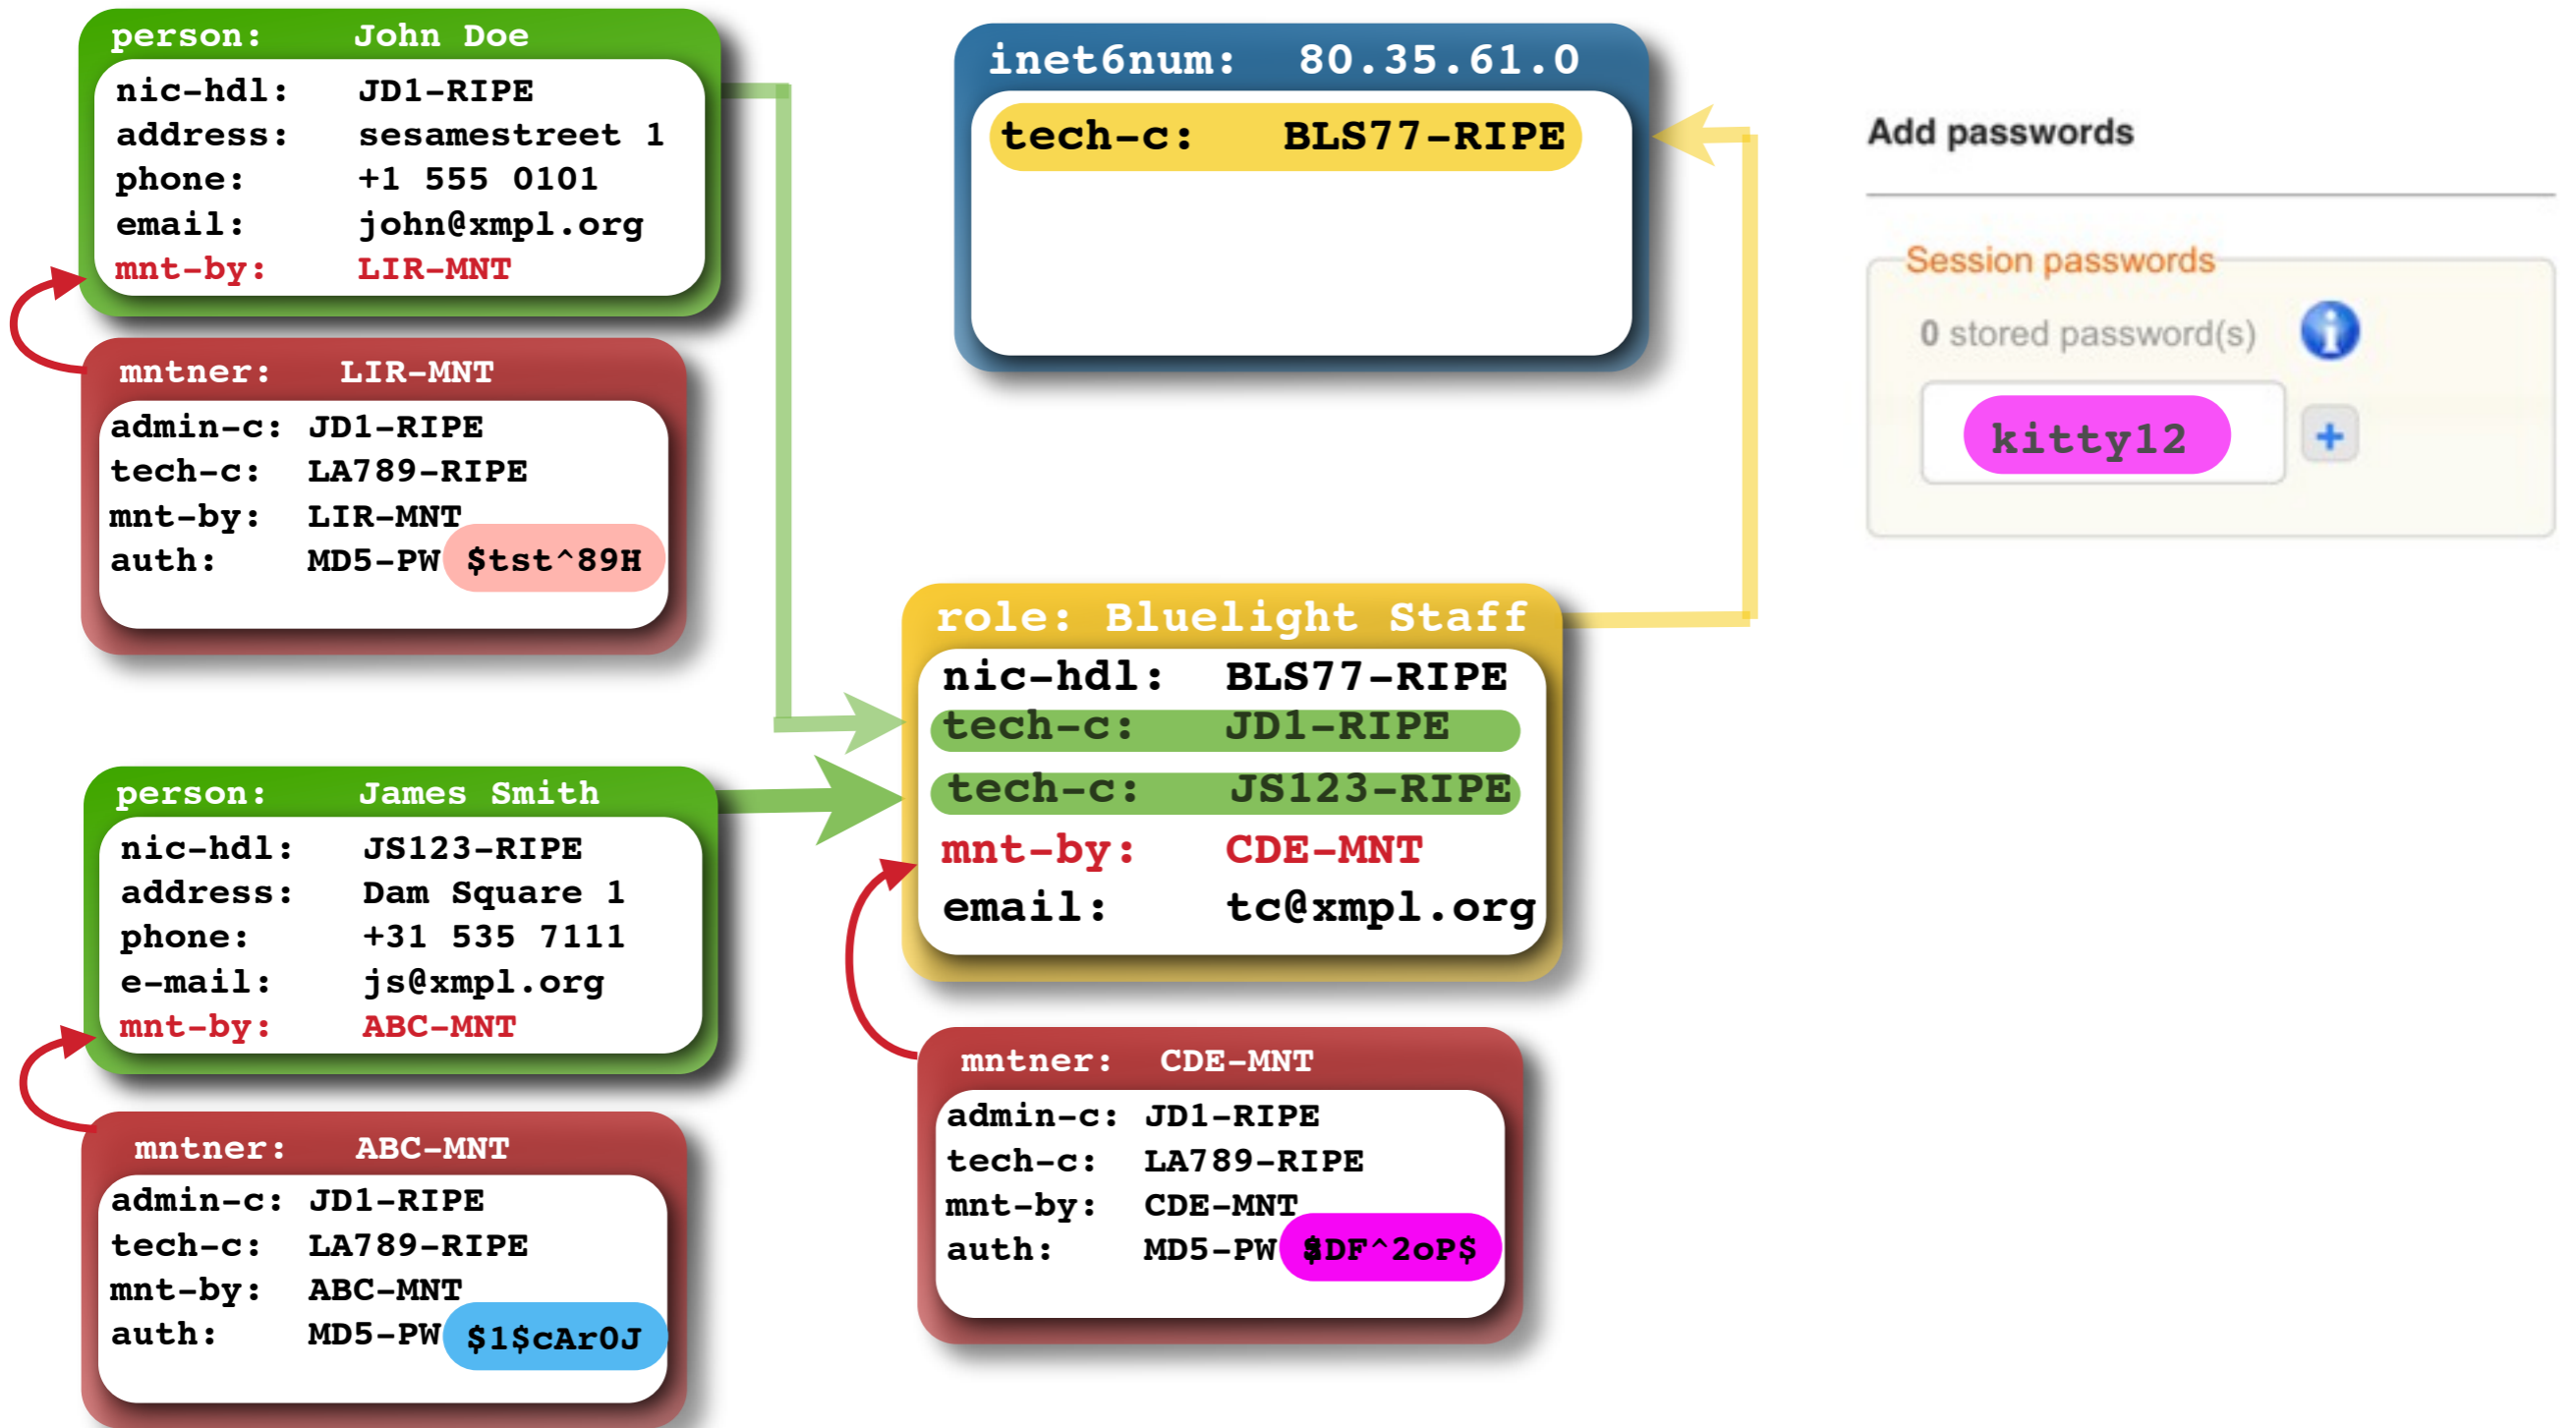 person: John Doe
nic-hdl: JD1-RIPE
address: sesamestreet 1
phone: +1 555 0101
email: john@xmpl.org
mnt-by: LIR-MNT
mntner: LIR-MNT
admin-c: JD1-RIPE
tech-c: LA789-RIPE
mnt-by: LIR-MNT
auth: MD5-PW $tst^89H
person: James Smith
nic-hdl: JS123-RIPE
address: Dam Square 1
phone: +31 535 7111
e-mail: js@xmpl.org
mnt-by: ABC-MNT
mntner: ABC-MNT
admin-c: JD1-RIPE
tech-c: LA789-RIPE
mnt-by: ABC-MNT
auth: MD5-PW $1$cAr0J
inet6num: 80.35.61.0
tech-c: BLS77-RIPE
role: Bluelight Staff
nic-hdl: BLS77-RIPE
tech-c: JD1-RIPE
tech-c: JS123-RIPE
mnt-by: CDE-MNT
email: tc@xmpl.org
mntner: CDE-MNT
admin-c: JD1-RIPE
tech-c: LA789-RIPE
mnt-by: CDE-MNT
auth: MD5-PW
Add passwords
Session passwords
0 stored password(s)
kitty12